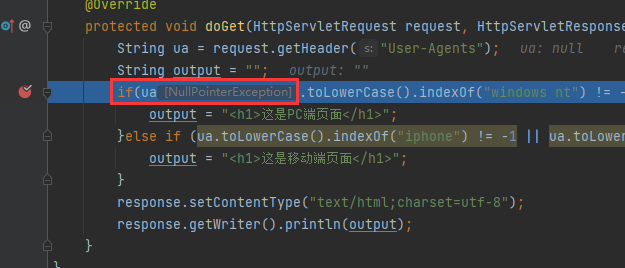 @Override
protected void doGet(HttpServletRequest request, HttpServletResponse
String ua = request.getHeader( s: "User-Agents"); ua: null re
String output = ""; output: ""
if(ua [NullPointerException] .toLowerCase().indexOf("windows nt") != -
output = "<h1>这是PC端页面</h1>";
}else if (ua.toLowerCase().indexOf("iphone") != -1 || ua.toLowe
output = "<h1>这是移动端页面</h1>";
}
response.setContentType("text/html;charset=utf-8");
response.getWriter().println(output);
}
}